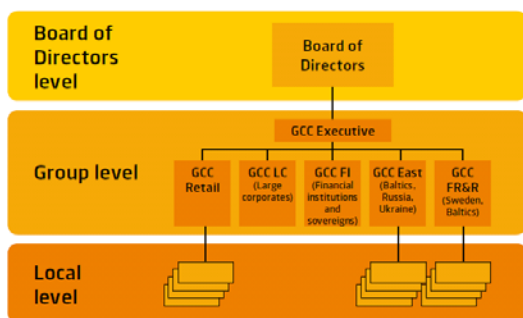 Board of
Directors
level
Board of
Directors
Group level
GCC Executive
GCC
Retail
GCC LC
(Large
corporates)
GCC FI
(Financial
institutions
and
sovereigns)
GCC East
(Baltics,
Russia,
Ukraine)
GCC
FR&R
(Sweden,
Baltics)
Local
level